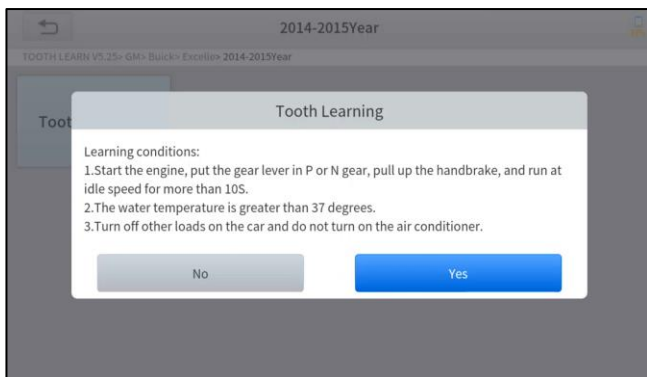 2014-2015Year
TOOTH LEARN V5.25> GM> Buick> Excelle> 2014-2015Year
Toot
Tooth Learning
Learning conditions:
1.Start the engine, put the gear lever in P or N gear, pull up the handbrake, and run at
idle speed for more than 10S.
2.The water temperature is greater than 37 degrees.
3.Turn off other loads on the car and do not turn on the air conditioner.
No
Yes